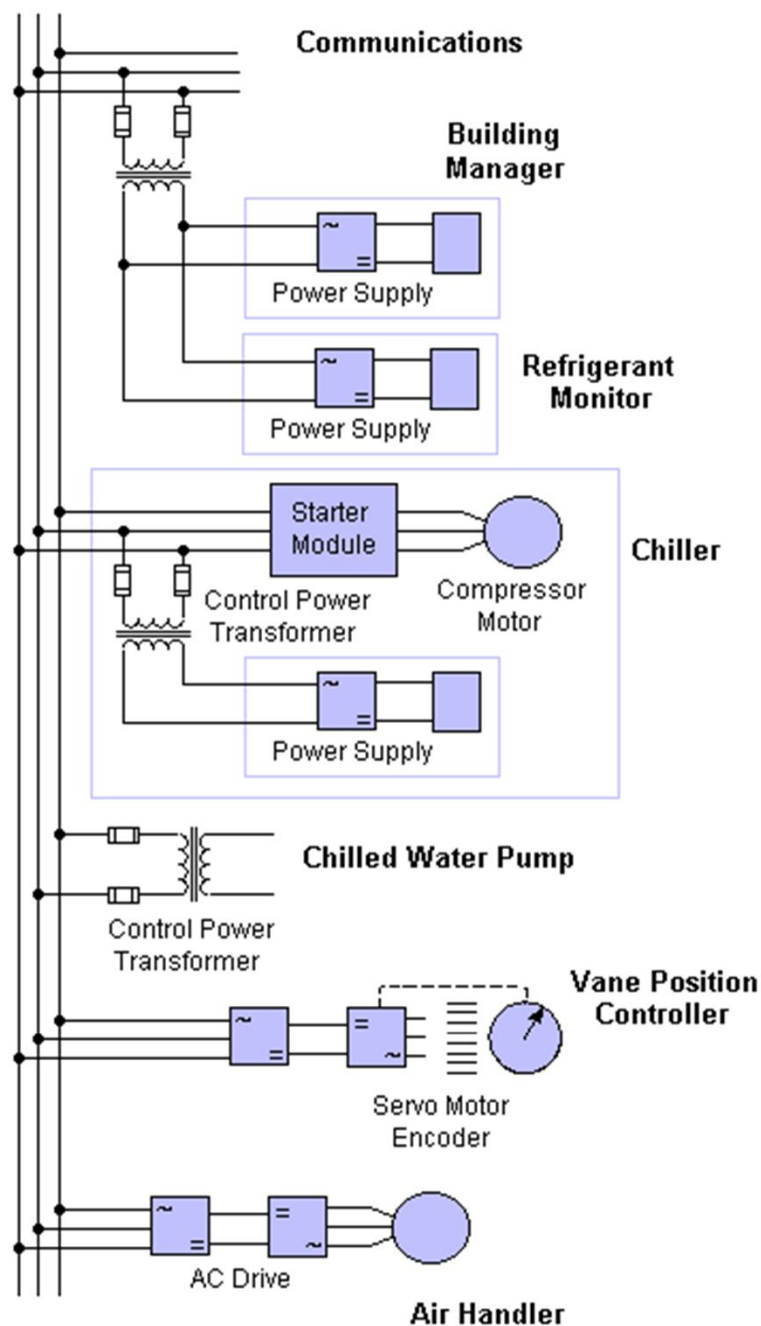 Communications
Building
Manager
~
=
Power Supply
Refrigerant
Monitor
~
=
Power Supply
Starter
Module
Chiller
Compressor
Motor
Control Power
Transformer
~
=
Power Supply
Chilled Water Pump
Control Power
Transformer
Vane Position
Controller
~
=
=
~
Servo Motor
Encoder
~
=
=
~
AC Drive
Air Handler